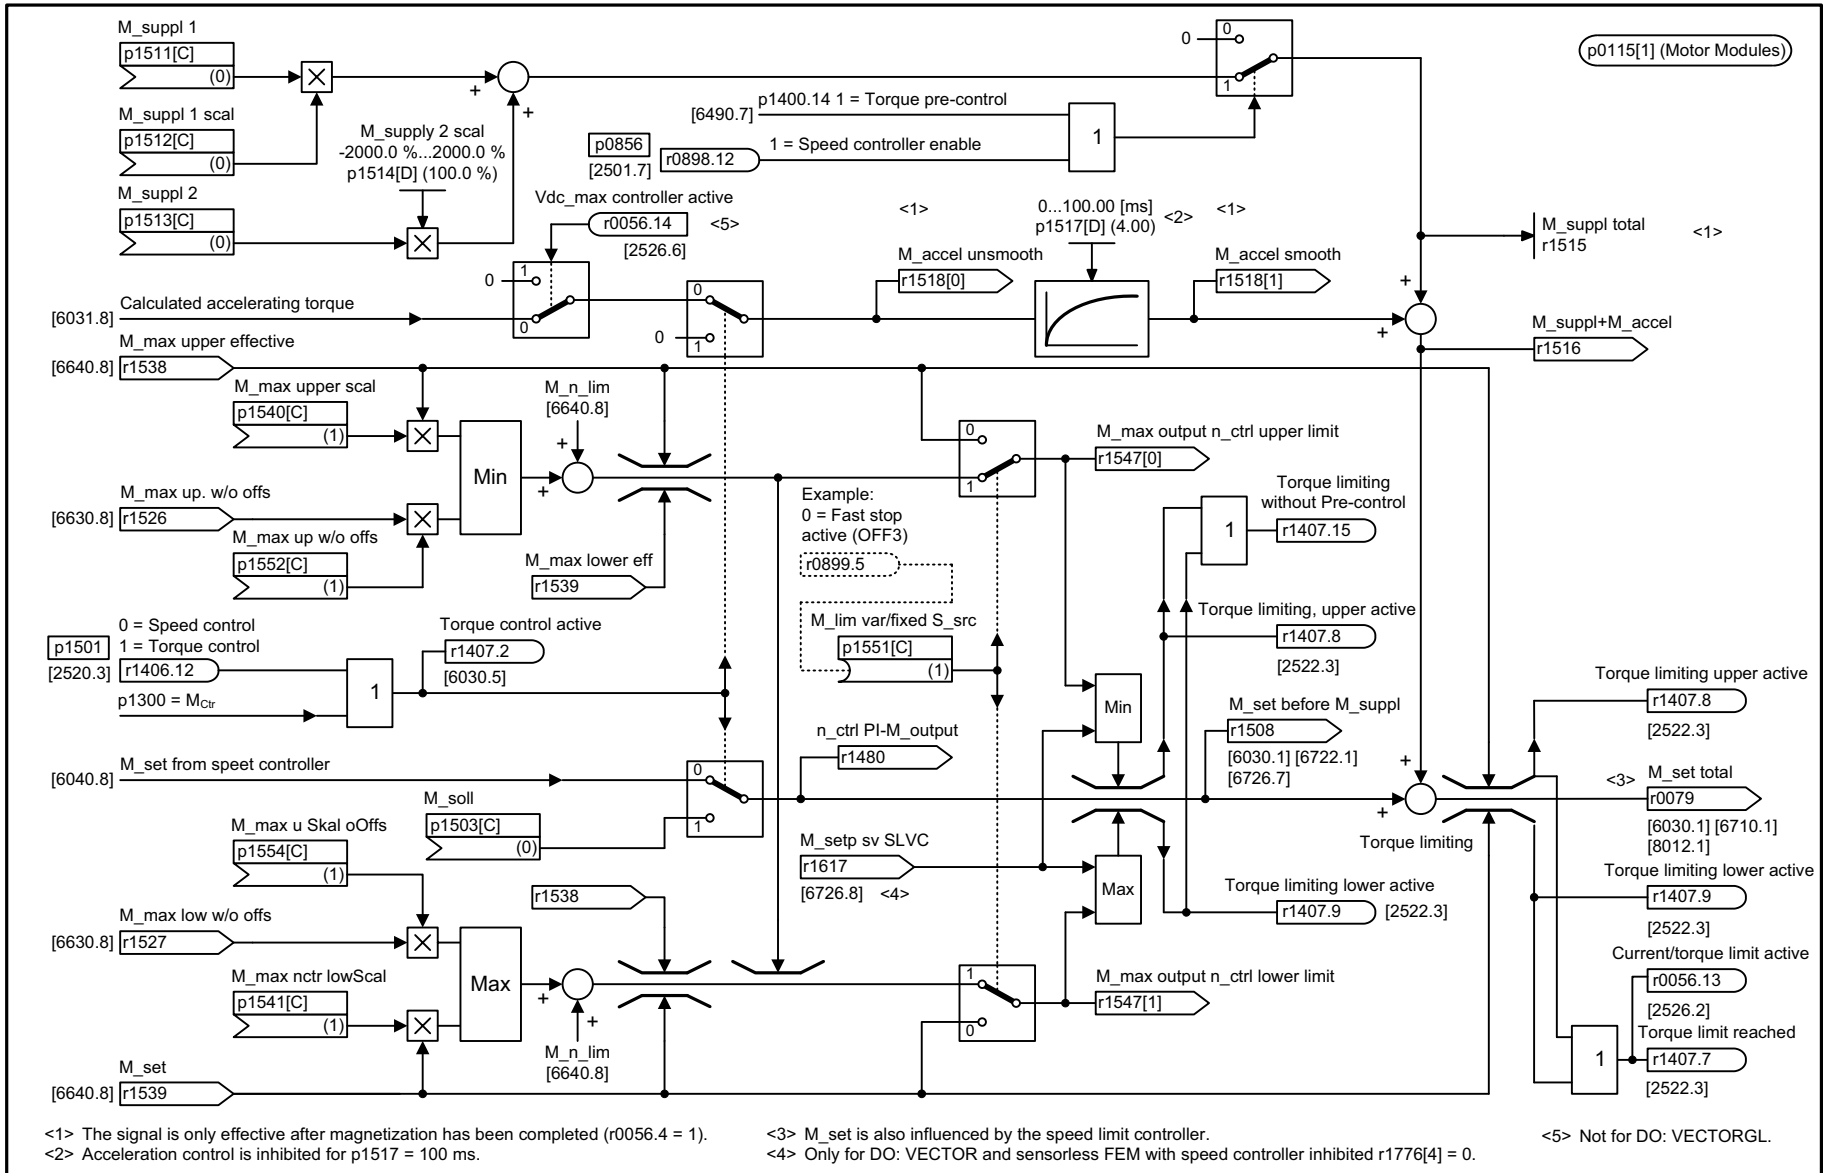 M_suppl 1
p1511[C]
(0)
M_suppl 1 scal
p1512[C]
(0)
M_supply 2 scal
-2000.0 %...2000.0 %
p1514[D] (100.0 %)
M_suppl 2
p1513[C]
(0)
+
+
0
0
1
p0115[1] (Motor Modules)
[6490.7]
p1400.14 1 = Torque pre-control
p0856
[2501.7]
r0898.12
1 = Speed controller enable
1
Vdc_max controller active
r0056.14
<5>
[2526.6]
0
1
0
0
0
1
<1>
M_accel unsmooth
r1518[0]
0...100.00 [ms]
p1517[D] (4.00)
<2>
<1>
M_accel smooth
r1518[1]
M_suppl total
r1515
<1>
+
+
M_suppl+M_accel
r1516
Calculated accelerating torque
[6031.8]
M_max upper effective
[6640.8]
r1538
M_max upper scal
p1540[C]
(1)
M_max up. w/o offs
[6630.8]
r1526
M_max up w/o offs
p1552[C]
(1)
Min
M_n_lim
[6640.8]
+
+
M_max lower eff
r1539
0
1
M_max output n_ctrl upper limit
r1547[0]
Example:
0 = Fast stop
active (OFF3)
r0899.5
M_lim var/fixed S_src
p1551[C]
(1)
Torque limiting
without Pre-control
1
r1407.15
Torque limiting, upper active
r1407.8
[2522.3]
0 = Speed control
1 = Torque control
p1501
[2520.3]
r1406.12
p1300 = MCtr
1
Torque control active
r1407.2
[6030.5]
Min
M_set before M_suppl
r1508
[6030.1] [6722.1]
[6726.7]
Torque limiting upper active
r1407.8
[2522.3]
n_ctrl PI-M_output
r1480
M_set from speet controller
[6040.8]
0
1
M_soll
p1503[C]
(0)
+
+
<3>
M_set total
r0079
[6030.1] [6710.1]
[8012.1]
Torque limiting
M_max u Skal oOffs
p1554[C]
(1)
M_setp sv SLVC
r1617
[6726.8]
<4>
Max
Torque limiting lower active
r1407.9
[2522.3]
Torque limiting lower active
r1407.9
[2522.3]
r1538
M_max low w/o offs
[6630.8]
r1527
M_max nctr lowScal
p1541[C]
(1)
Max
+
+
M_n_lim
[6640.8]
1
0
M_max output n_ctrl lower limit
r1547[1]
Current/torque limit active
r0056.13
[2526.2]
Torque limit reached
1
r1407.7
[2522.3]
M_set
[6640.8]
r1539
<1> The signal is only effective after magnetization has been completed (r0056.4 = 1).
<2> Acceleration control is inhibited for p1517 = 100 ms.
<3> M_set is also influenced by the speed limit controller.
<4> Only for DO: VECTOR and sensorless FEM with speed controller inhibited r1776[4] = 0.
<5> Not for DO: VECTORGL.